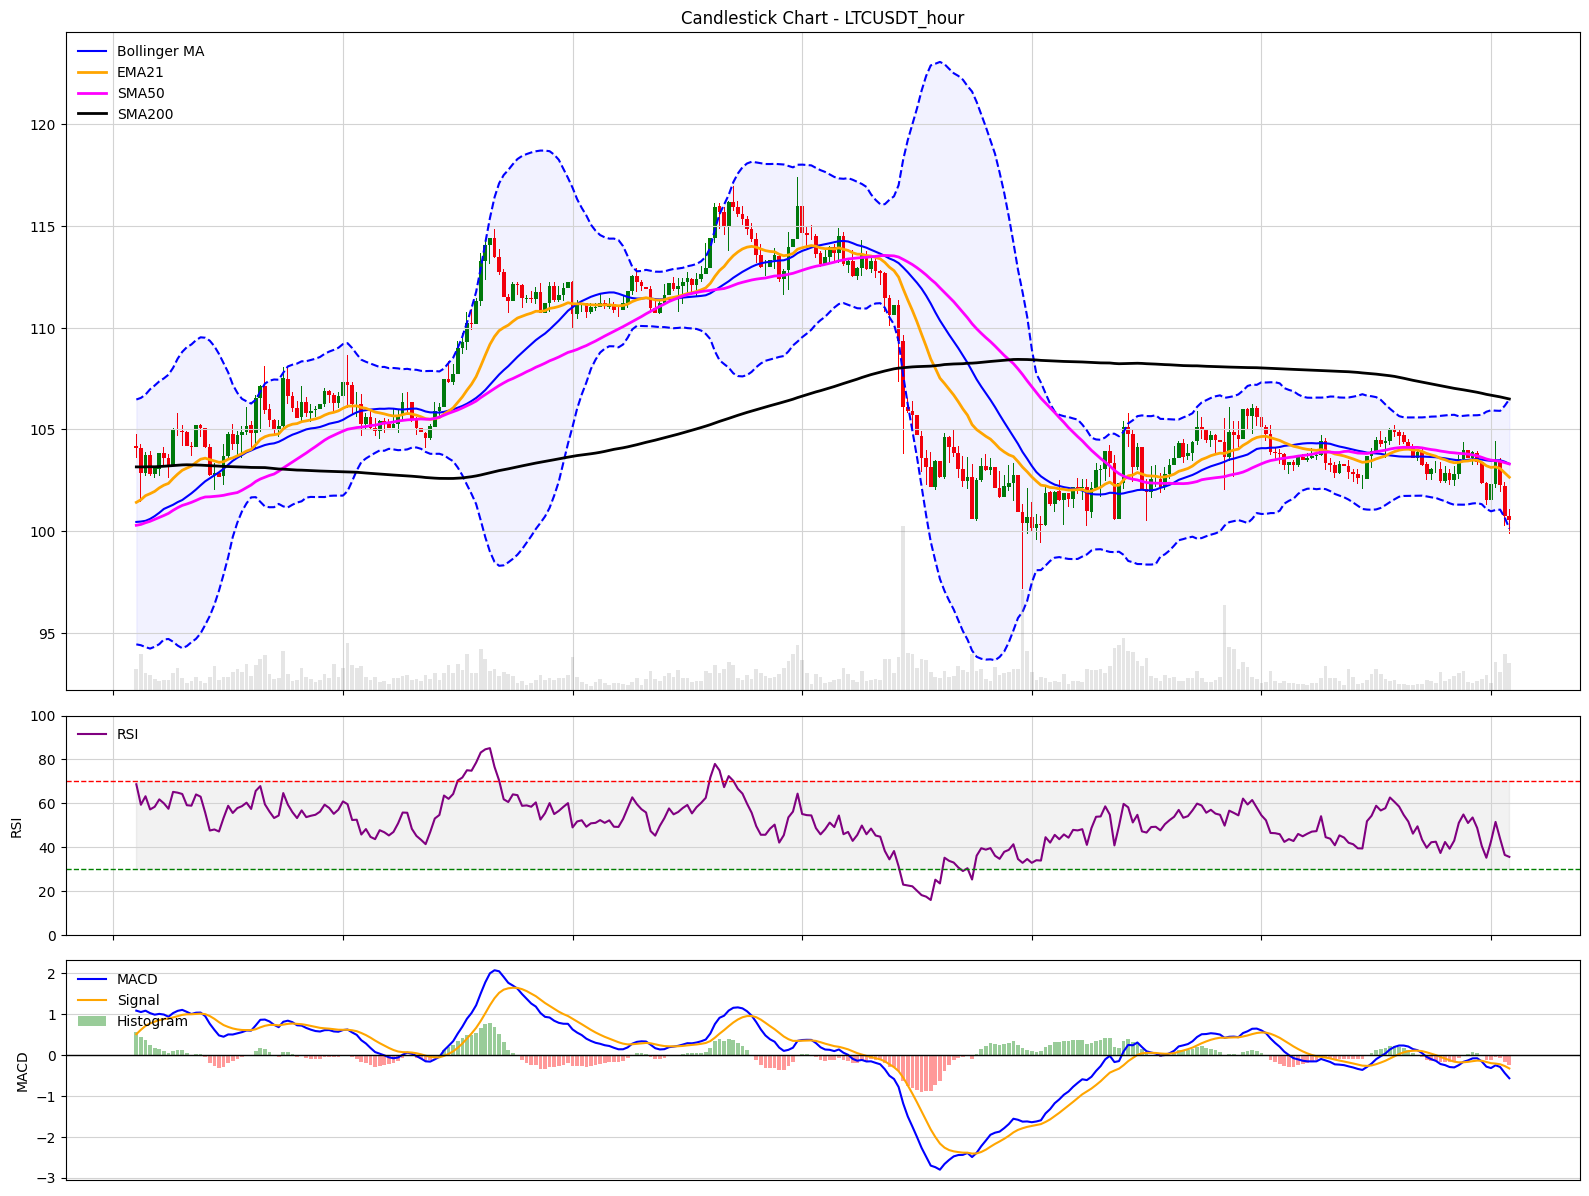 Candlestick Chart - LTCUSDT_hour
Bollinger MA
EMA21
SMA50
SMA200
120
115
110
105
100
95
RSI
100
80
60
40
20
0
RSI
MACD
Signal
Histogram
2
1
0
−1
−2
−3
MACD